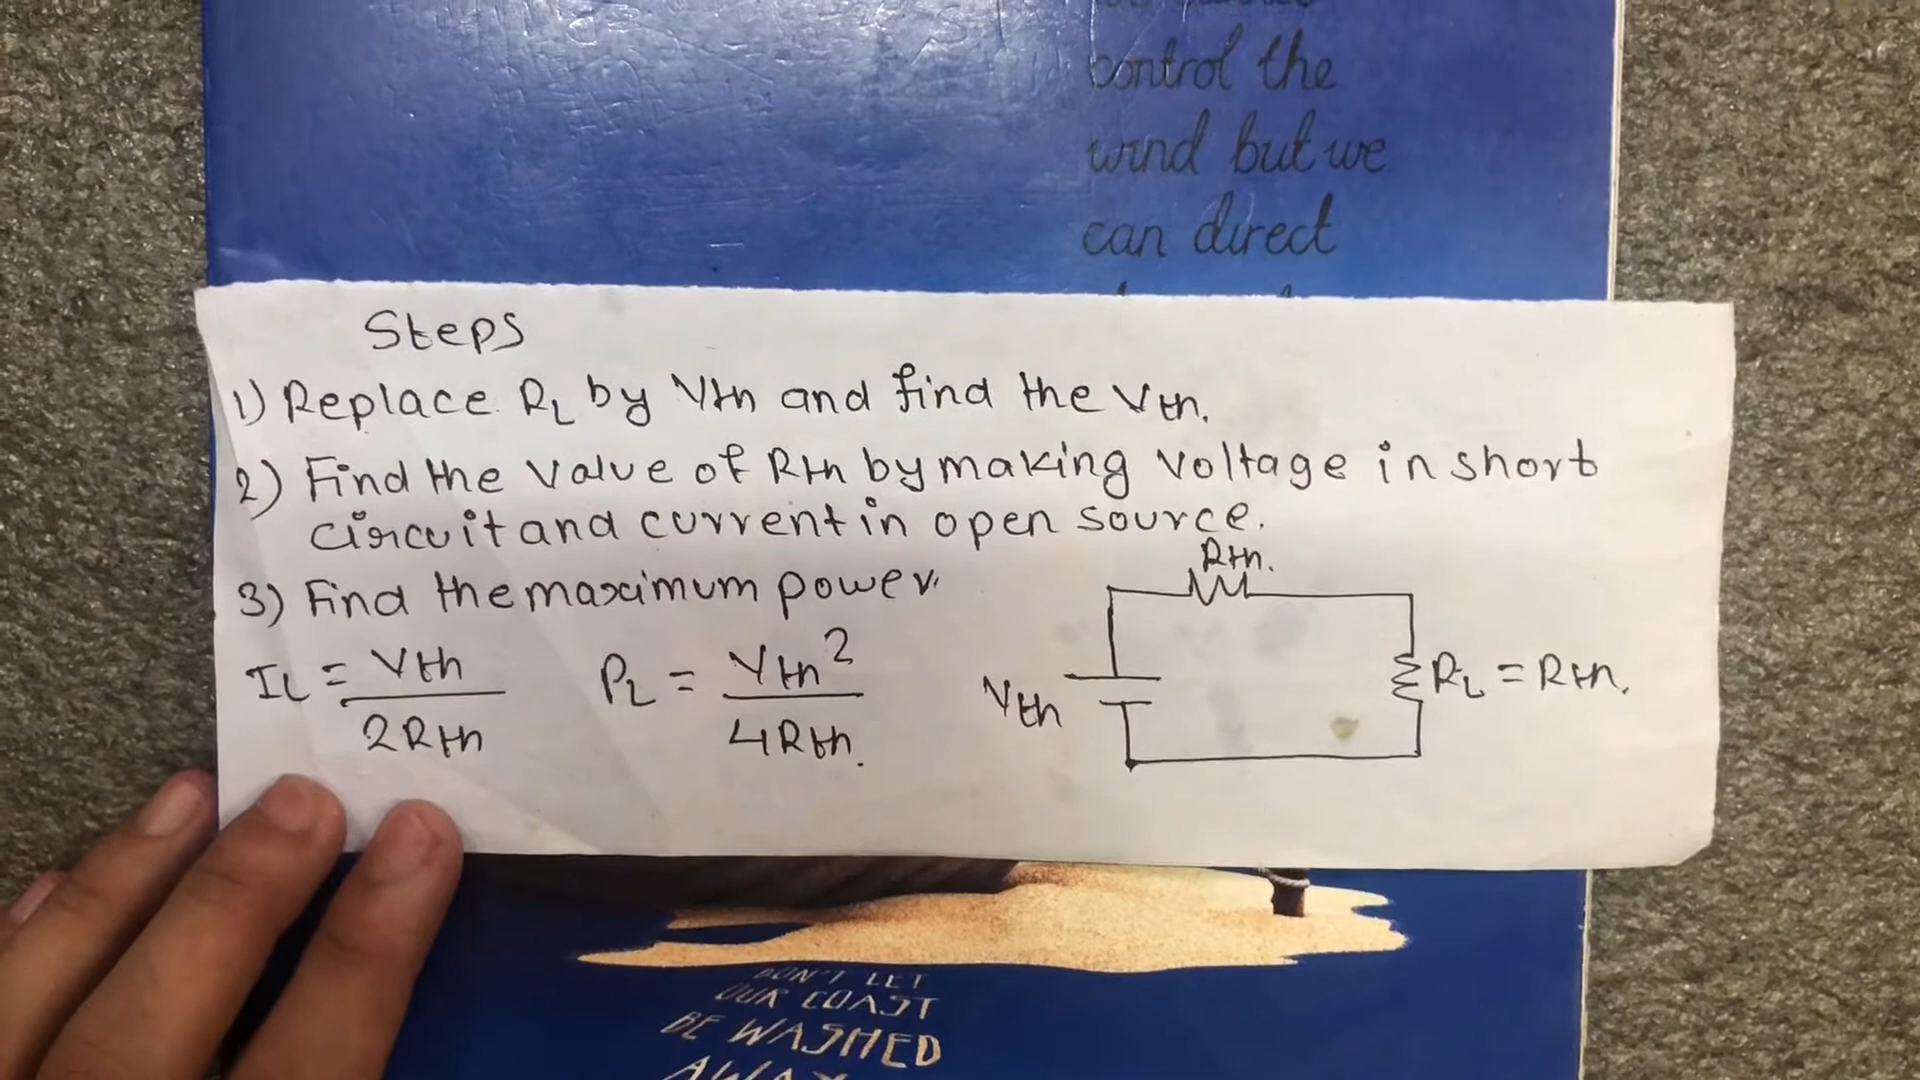 control the
wind but we
can direct
Steps
1) Replace RL by Vth and find the Vth.
2) Find the value of Rth by making voltage in short
circuit and current in open source.
3) Find the maximum power.
Rth.
IL = Vth / 2Rth
PL = Vth² / 4Rth.
Vth
RL = Rth.
DON'T LET
OUR COAST
BE WASHED
AWAY